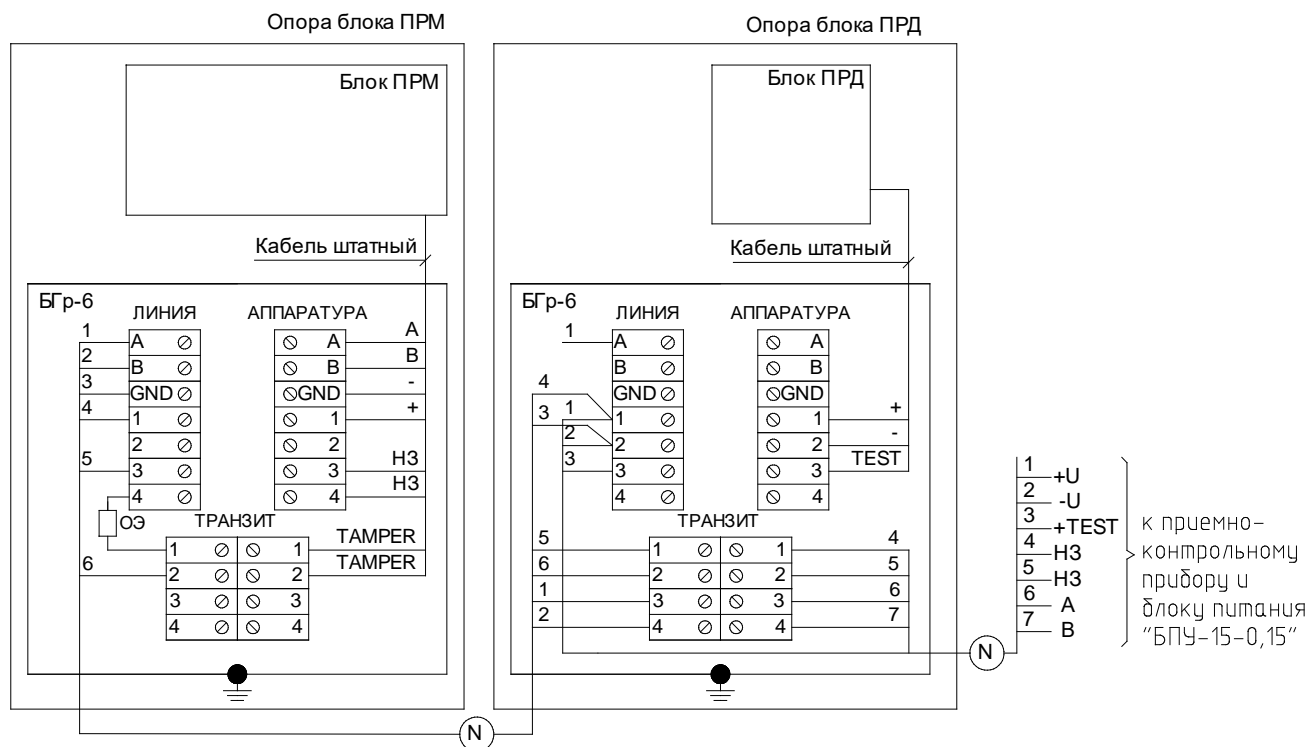 Опора блока ПРМ
Блок ПРМ
Кабель штатный
БГр-6
ЛИНИЯ
АППАРАТУРА
1
A
A
A
2
B
B
B
3
GND
GND
-
4
1
1
+
2
2
5
3
3
НЗ
4
4
НЗ
ОЭ
ТРАНЗИТ
1
1
TAMPER
6
2
2
TAMPER
3
3
4
4
N
Опора блока ПРД
Блок ПРД
Кабель штатный
БГр-6
ЛИНИЯ
АППАРАТУРА
1
A
A
B
B
4
GND
GND
3
1
1
1
+
2
2
2
-
3
3
3
TEST
4
4
ТРАНЗИТ
5
1
1
4
6
2
2
5
1
3
3
6
2
4
4
7
N
1
+U
2
-U
3
+TEST
4
НЗ
5
НЗ
6
A
7
B
к приемно-
контрольному
прибору и
блоку питания
"БПУ-15-0,15"